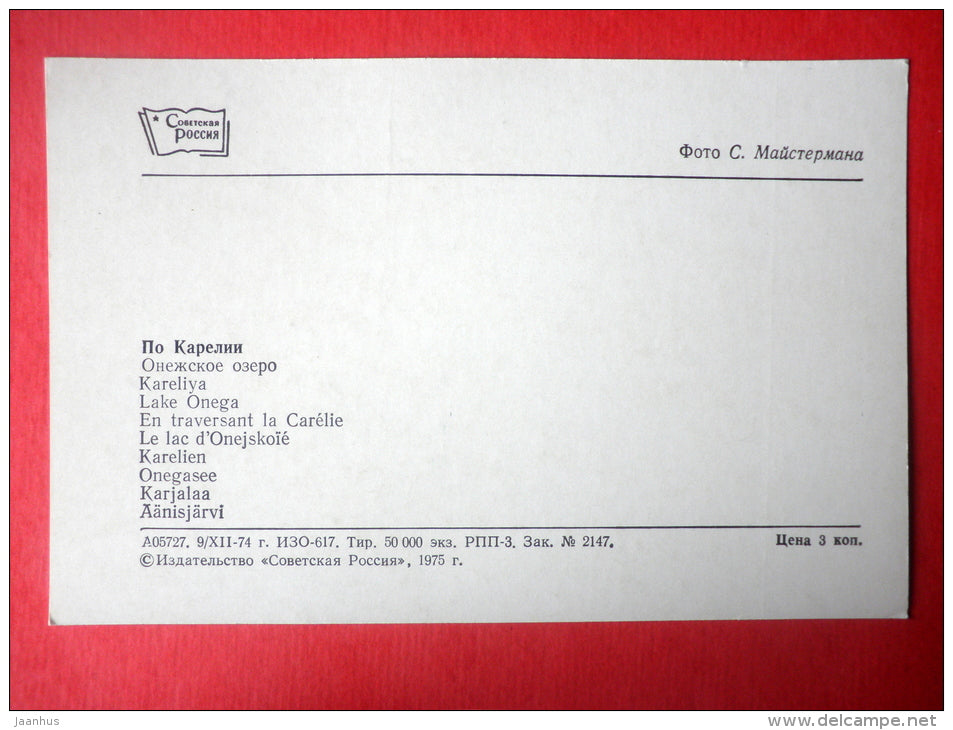 Советская
Россия
Фото С. Майстермана
По Карелии
Онежское озеро
Kareliya
Lake Onega
En traversant la Carélie
Le lac d'Onejskoïé
Karelien
Onegasee
Karjalaa
Äänisjärvi
А05727. 9/XII-74 г. ИЗО-617. Тир. 50 000 экз. РПП-3. Зак. № 2147.
Цена 3 коп.
© Издательство «Советская Россия», 1975 г.
jaanhus
www.delcampe.net